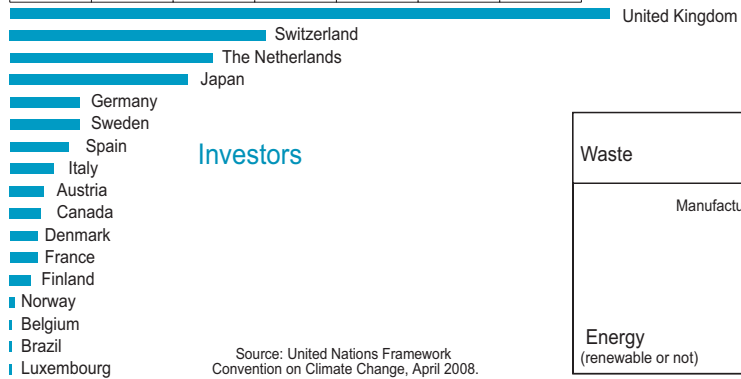 United Kingdom
Switzerland
The Netherlands
Japan
Germany
Sweden
Spain
Italy
Austria
Canada
Denmark
France
Finland
Norway
Belgium
Brazil
Luxembourg
Investors
Source: United Nations Framework
Convention on Climate Change, April 2008.
Waste
Manufactu
Energy
(renewable or not)